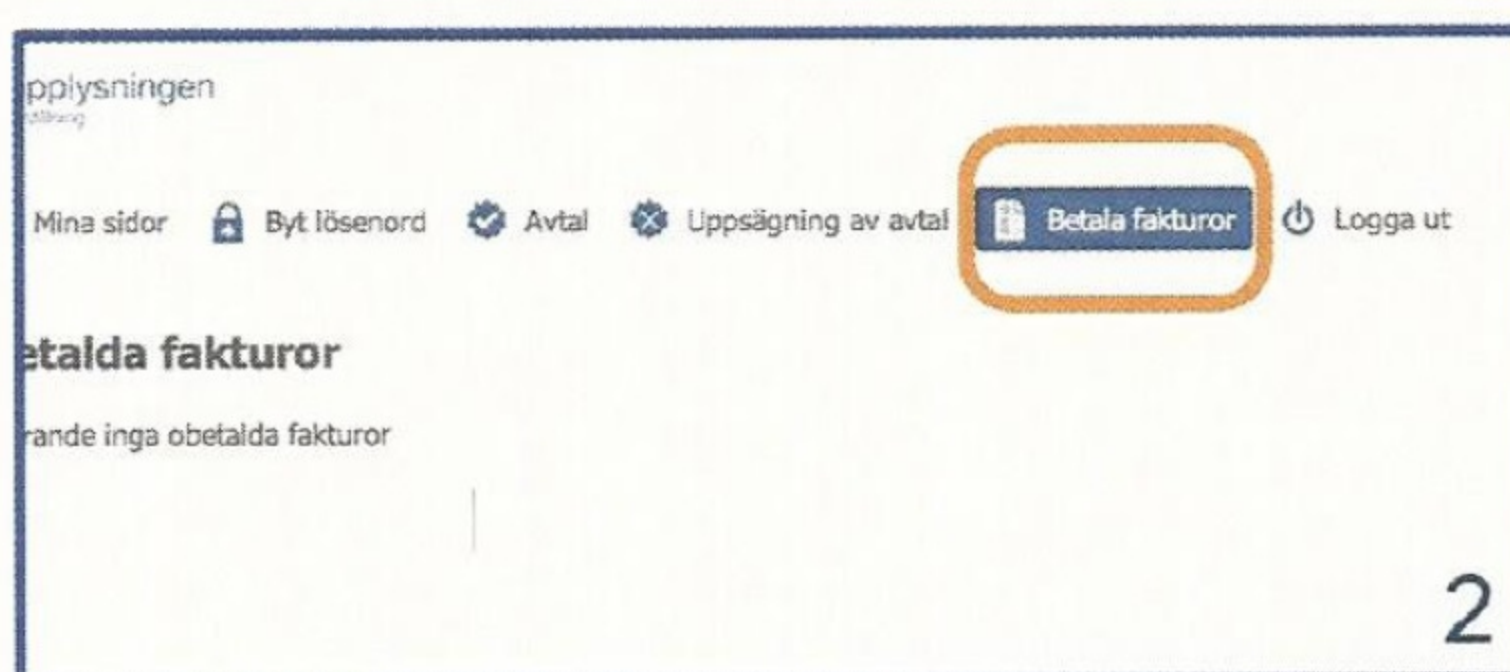 pplysningen
Mina sidor Byt lösenord Avtal Uppsägning av avtal Betala fakturor Logga ut
etalda fakturor
rande inga obetalda fakturor
2